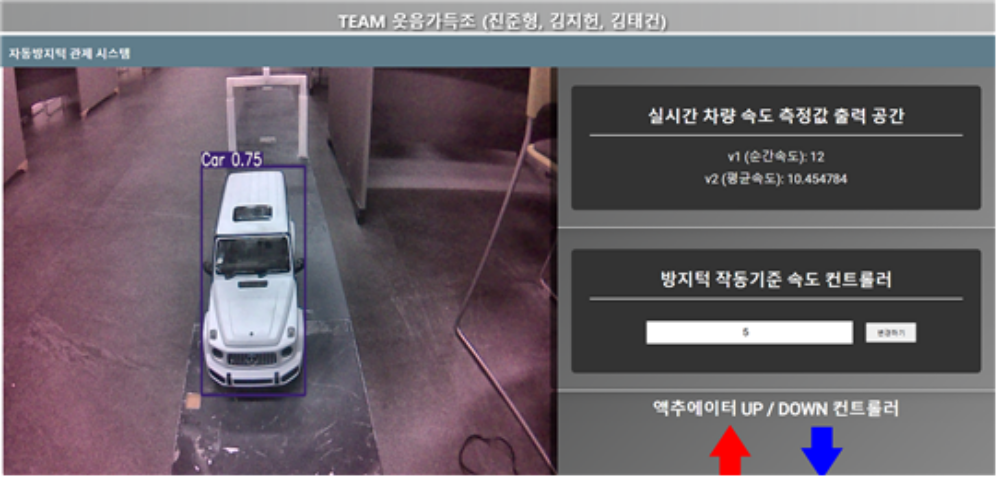 TEAM 웃음가득조 (진준형, 김지헌, 김태건)
자동방지턱 관제 시스템
Car 0.75
실시간 차량 속도 측정값 출력 공간
v1 (순간속도): 12
v2 (평균속도): 10.454784
방지턱 작동기준 속도 컨트롤러
5
변경하기
액추에이터 UP / DOWN 컨트롤러